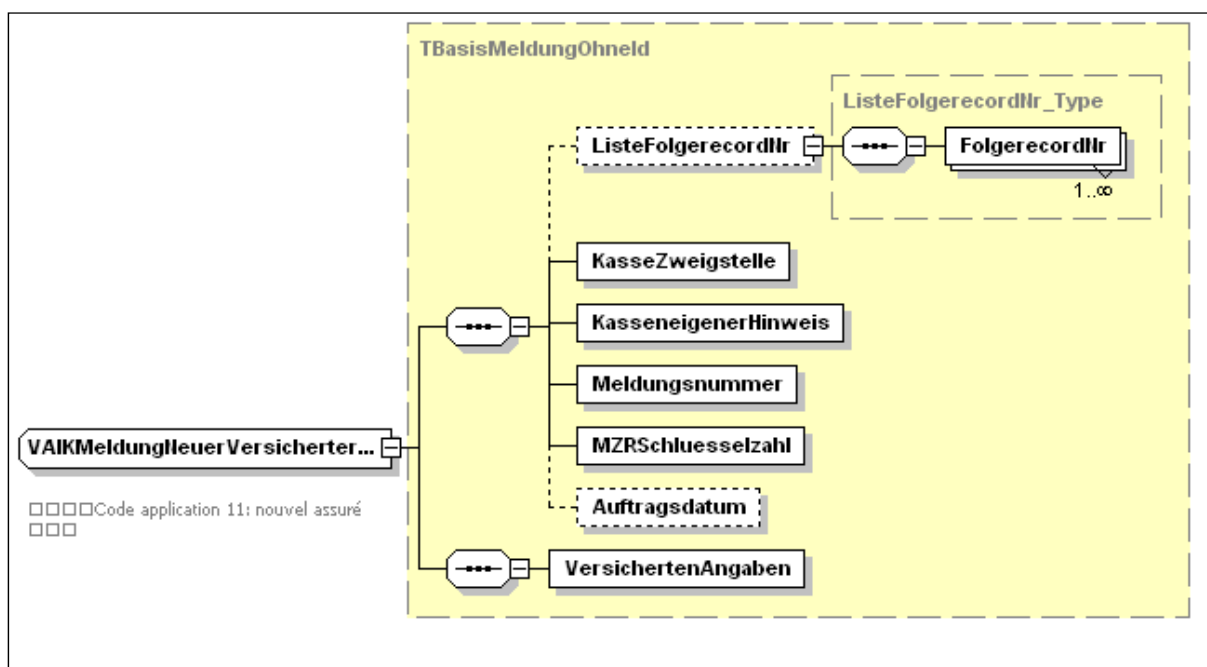 TBasisMeldungOhneId
ListeFolgerecordNr_Type
ListeFolgerecordNr
FolgerecordNr
1..∞
KasseZweigstelle
KasseneigenerHinweis
Meldungsnummer
MZRSchluesselzahl
VAIKMeldungNeuerVersicherter...
Auftragsdatum
□□□□Code application 11: nouvel assuré
□□□
VersichertenAngaben